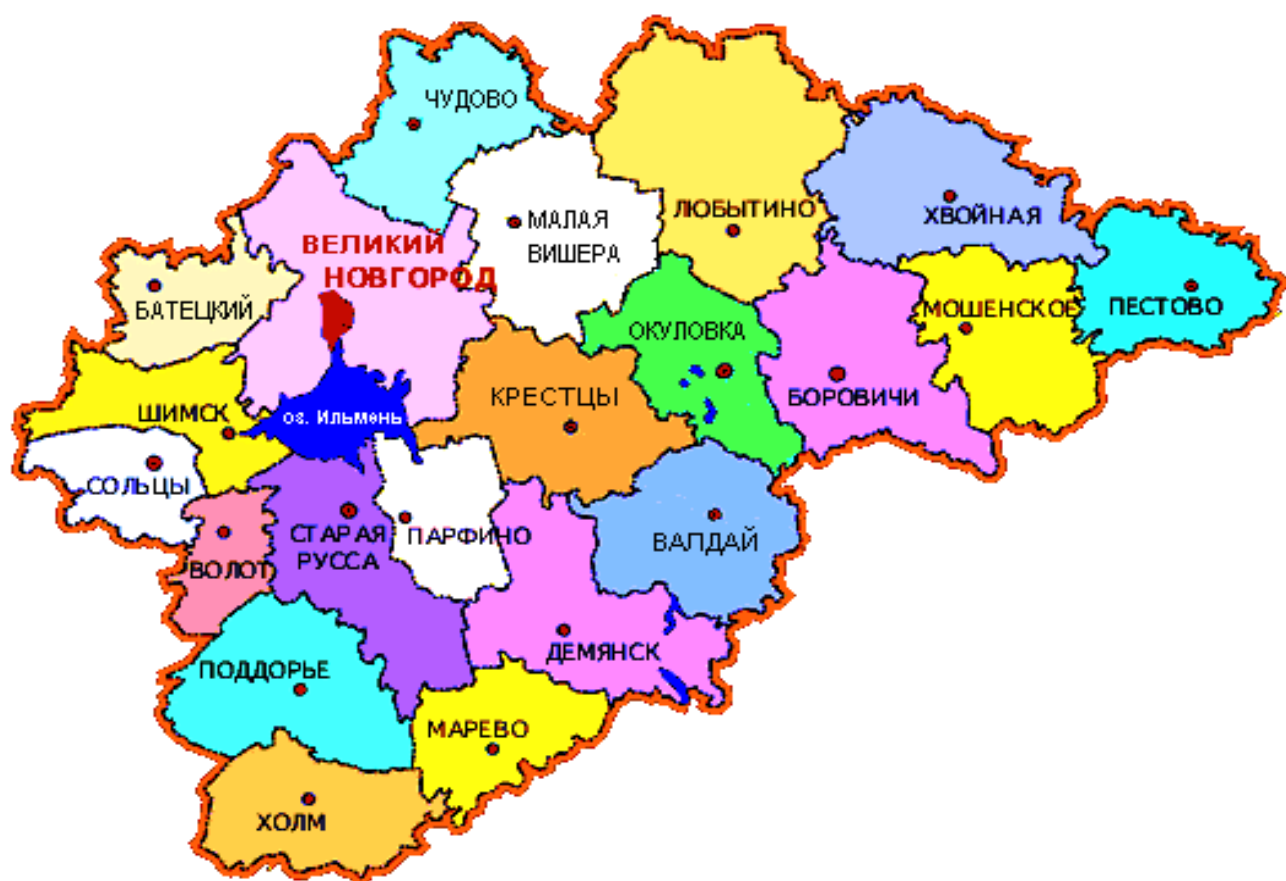 ЧУДОВО
МАЛАЯ
ВИШЕРА
ЛЮБЫТИНО
ХВОЙНАЯ
ВЕЛИКИЙ
НОВГОРОД
БАТЕЦКИЙ
МОШЕНСКОЕ
ПЕСТОВО
ОКУЛОВКА
КРЕСТЦЫ
БОРОВИЧИ
ШИМСК
оз. Ильмень
СОЛЬЦЫ
СТАРАЯ
РУССА
ПАРФИНО
ВАЛДАЙ
ВОЛОТ
ДЕМЯНСК
ПОДДОРЬЕ
МАРЕВО
ХОЛМ